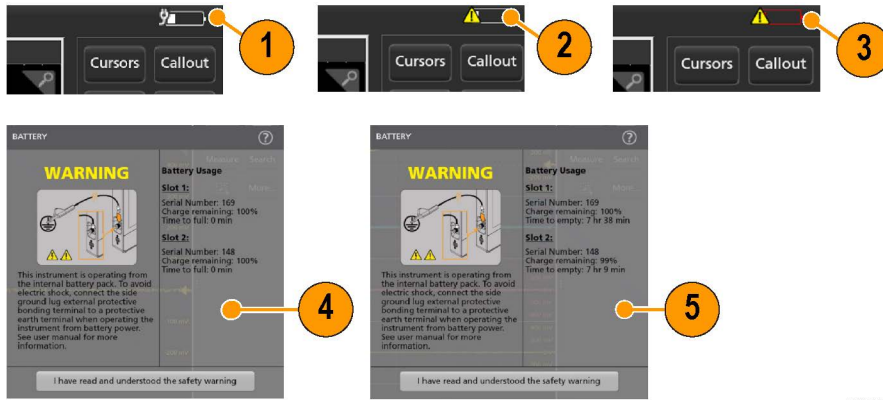 1
2
3
Cursors
Callout
Cursors
Callout
Cursors
Callout
BATTERY
?
WARNING
This instrument is operating from
the internal battery pack. To avoid
electric shock, connect the side
ground lug external protective
bonding terminal to a protective
earth terminal when operating the
instrument from battery power.
See user manual for more
information.
Measure Search
Battery Usage
Slot 1:
More
Serial Number: 169
Charge remaining: 100%
Time to full: 0 min
Slot 2:
Serial Number: 148
Charge remaining: 100%
Time to full: 0 min
I have read and understood the safety warning
4
BATTERY
?
WARNING
This instrument is operating from
the internal battery pack. To avoid
electric shock, connect the side
ground lug external protective
bonding terminal to a protective
earth terminal when operating the
instrument from battery power.
See user manual for more
information.
Measure Search
Battery Usage
Slot 1:
More
Serial Number: 169
Charge remaining: 100%
Time to empty: 7 hr 38 min
Slot 2:
Serial Number: 148
Charge remaining: 99%
Time to empty: 7 hr 9 min
I have read and understood the safety warning
5